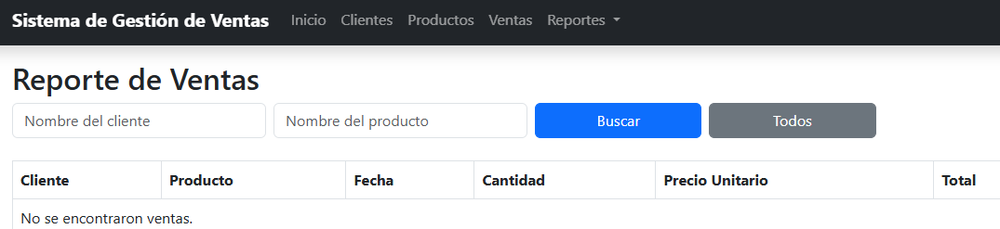 Sistema de Gestión de Ventas Inicio Clientes Productos Ventas Reportes
Reporte de Ventas
Nombre del cliente Nombre del producto Buscar Todos
Cliente Producto Fecha Cantidad Precio Unitario Total
No se encontraron ventas.